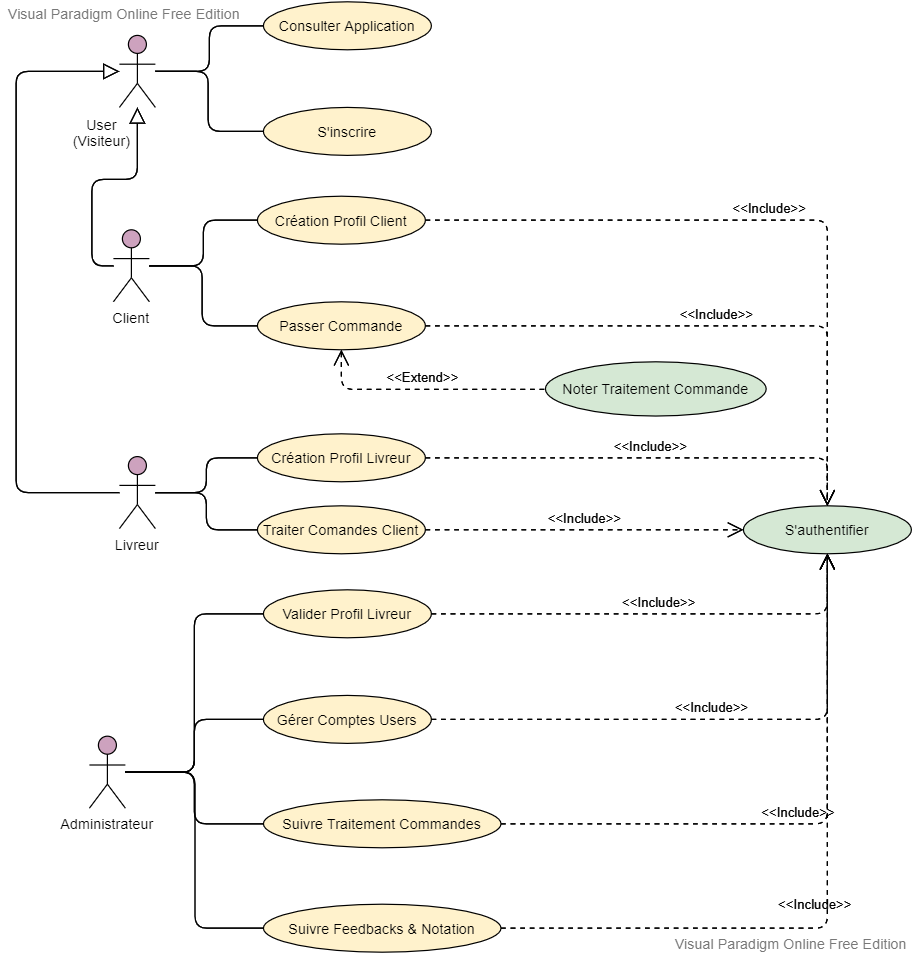 Visual Paradigm Online Free Edition
Consulter Application
User
(Visiteur)
S'inscrire
Création Profil Client
<<Include>>
Client
Passer Commande
<<Include>>
<<Extend>>
Noter Traitement Commande
Création Profil Livreur
<<Include>>
Livreur
Traiter Comandes Client
<<Include>>
S'authentifier
Valider Profil Livreur
<<Include>>
Gérer Comptes Users
<<Include>>
Administrateur
Suivre Traitement Commandes
<<Include>>
Suivre Feedbacks & Notation
<<Include>>
Visual Paradigm Online Free Edition